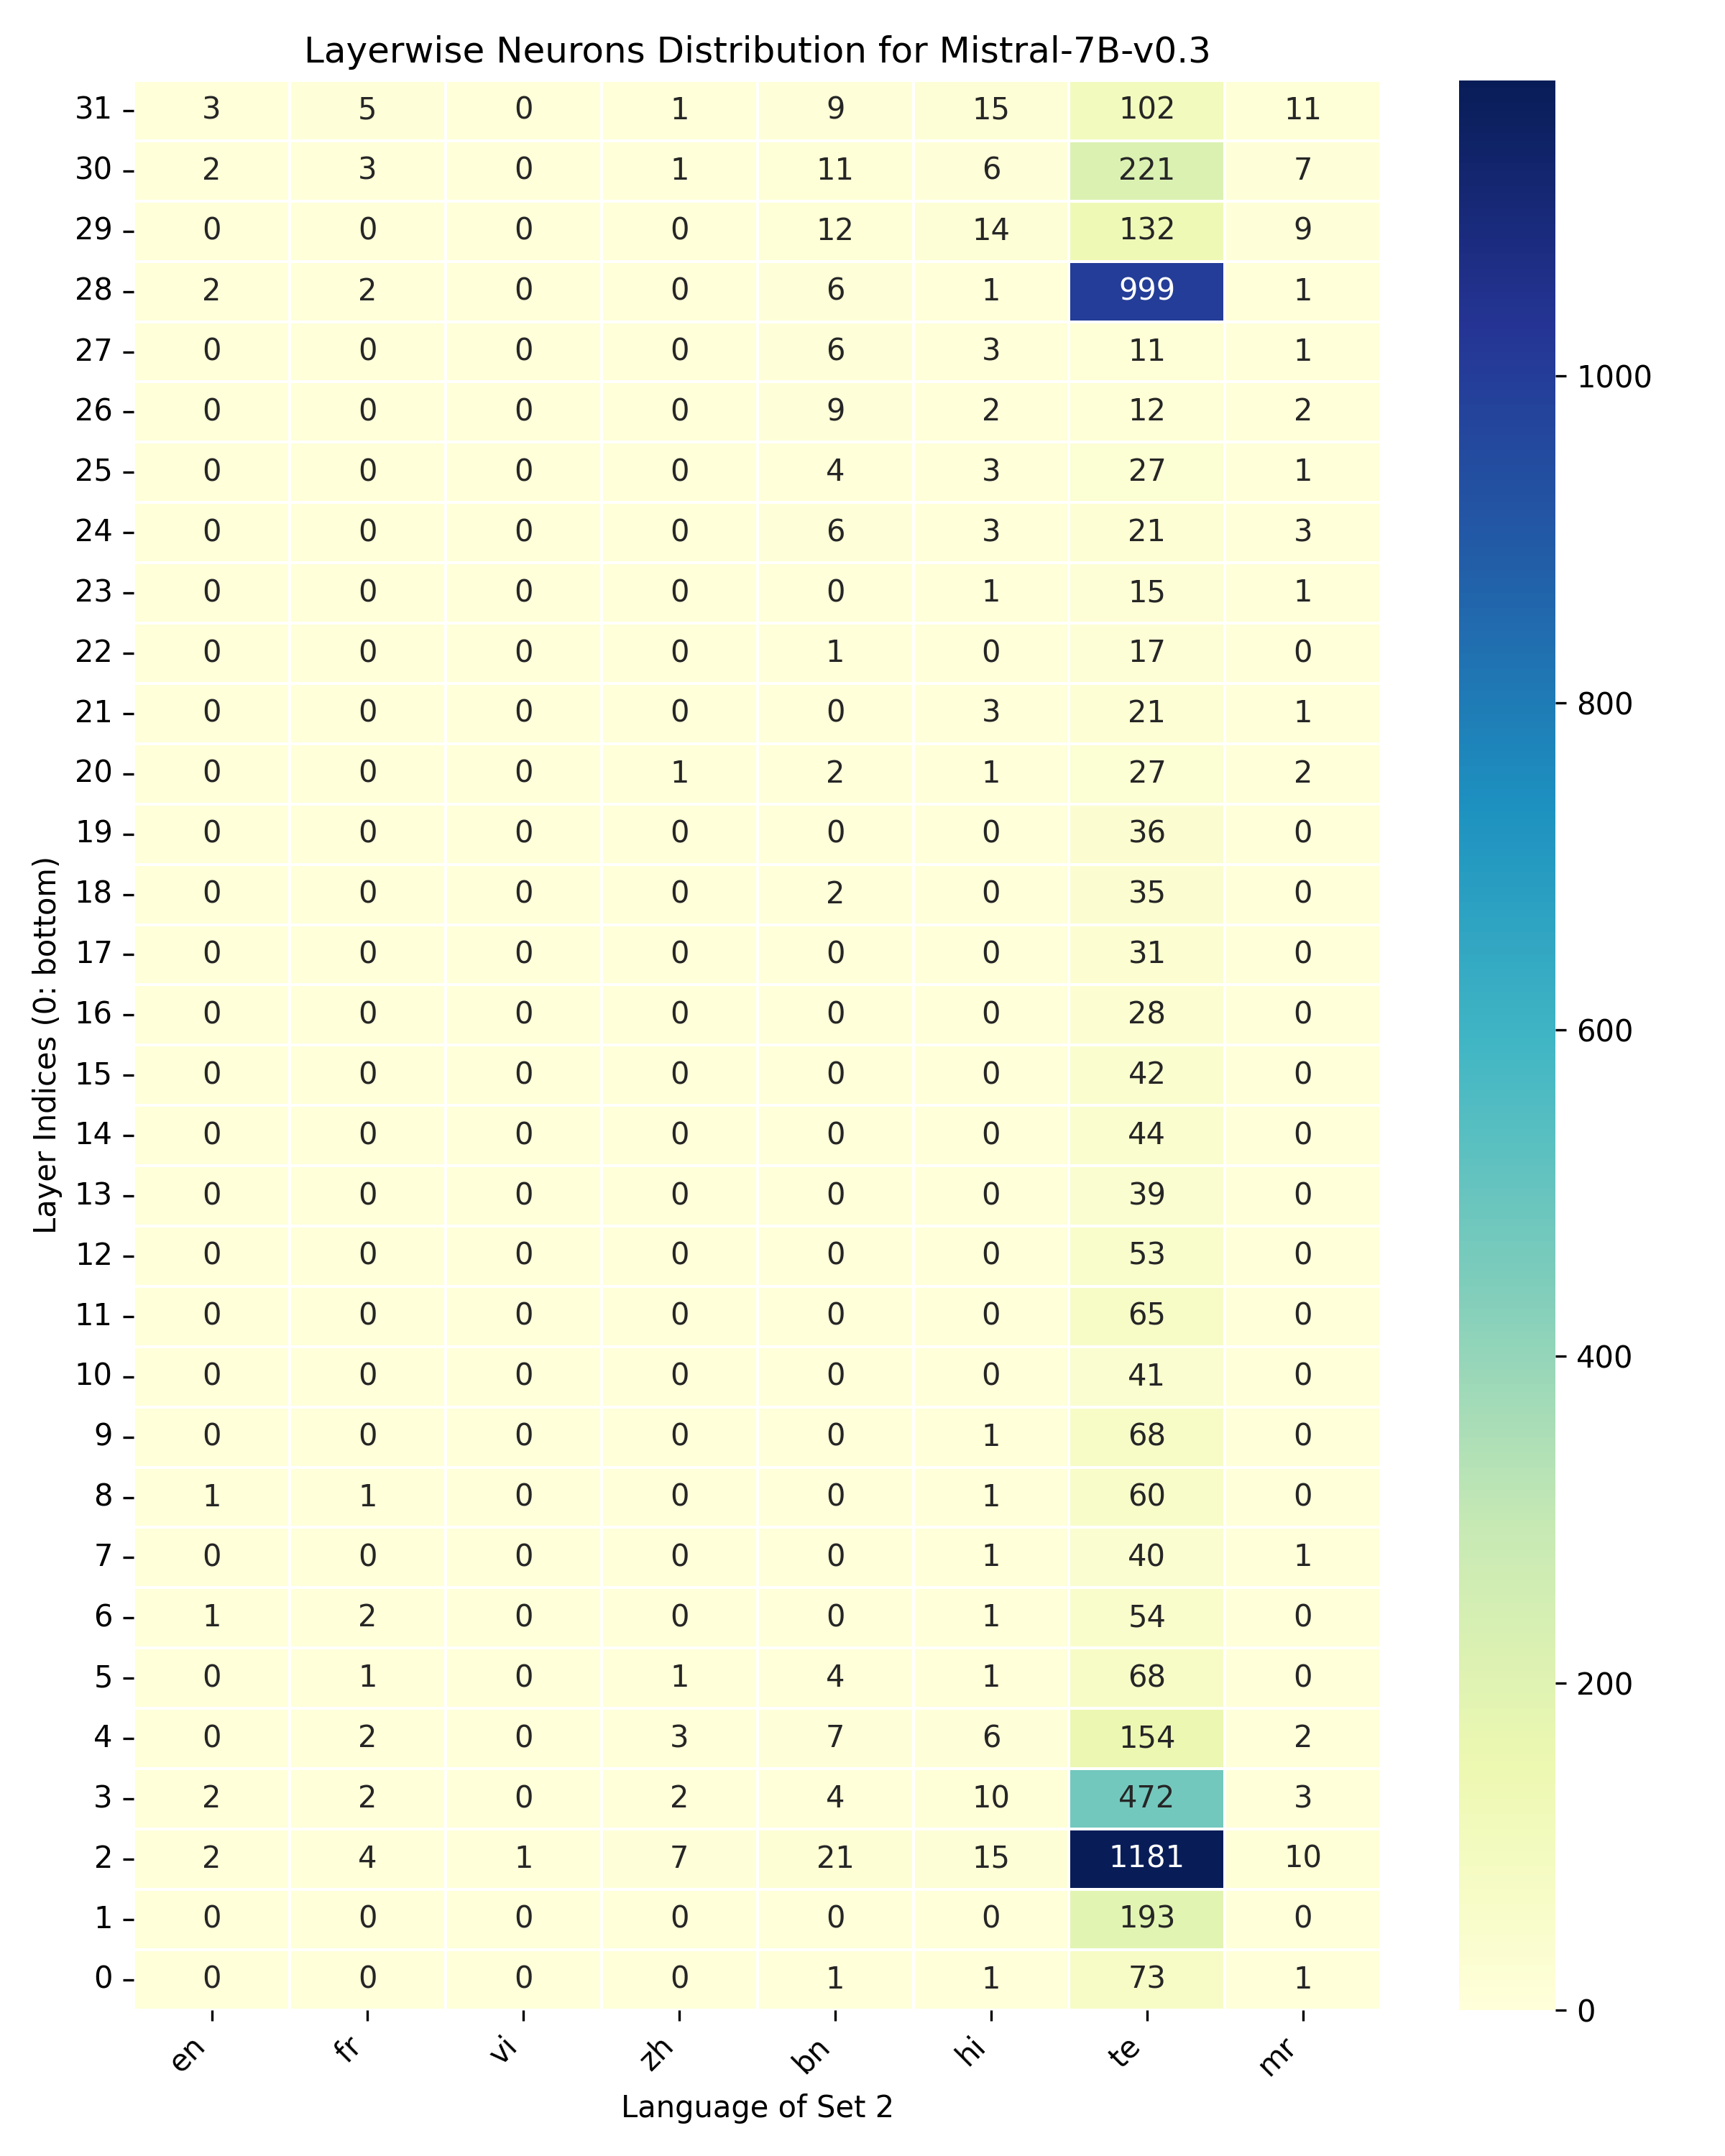 Layerwise Neurons Distribution for Mistral-7B-v0.3
31 3 5 0 1 9 15 102 11
30 2 3 0 1 11 6 221 7
29 0 0 0 0 12 14 132 9
28 2 2 0 0 6 1 999 1
27 0 0 0 0 6 3 11 1
26 0 0 0 0 9 2 12 2
25 0 0 0 0 4 3 27 1
24 0 0 0 0 6 3 21 3
23 0 0 0 0 0 1 15 1
22 0 0 0 0 1 0 17 0
21 0 0 0 0 0 3 21 1
20 0 0 0 1 2 1 27 2
19 0 0 0 0 0 0 36 0
18 0 0 0 0 2 0 35 0
17 0 0 0 0 0 0 31 0
16 0 0 0 0 0 0 28 0
15 0 0 0 0 0 0 42 0
14 0 0 0 0 0 0 44 0
13 0 0 0 0 0 0 39 0
12 0 0 0 0 0 0 53 0
11 0 0 0 0 0 0 65 0
10 0 0 0 0 0 0 41 0
9 0 0 0 0 0 1 68 0
8 1 1 0 0 0 1 60 0
7 0 0 0 0 0 1 40 1
6 1 2 0 0 0 1 54 0
5 0 1 0 1 4 1 68 0
4 0 2 0 3 7 6 154 2
3 2 2 0 2 4 10 472 3
2 2 4 1 7 21 15 1181 10
1 0 0 0 0 0 0 193 0
0 0 0 0 0 1 1 73 1
en fr vi zh bn hi te mr
Language of Set 2
Layer Indices (0: bottom)
1000
800
600
400
200
0